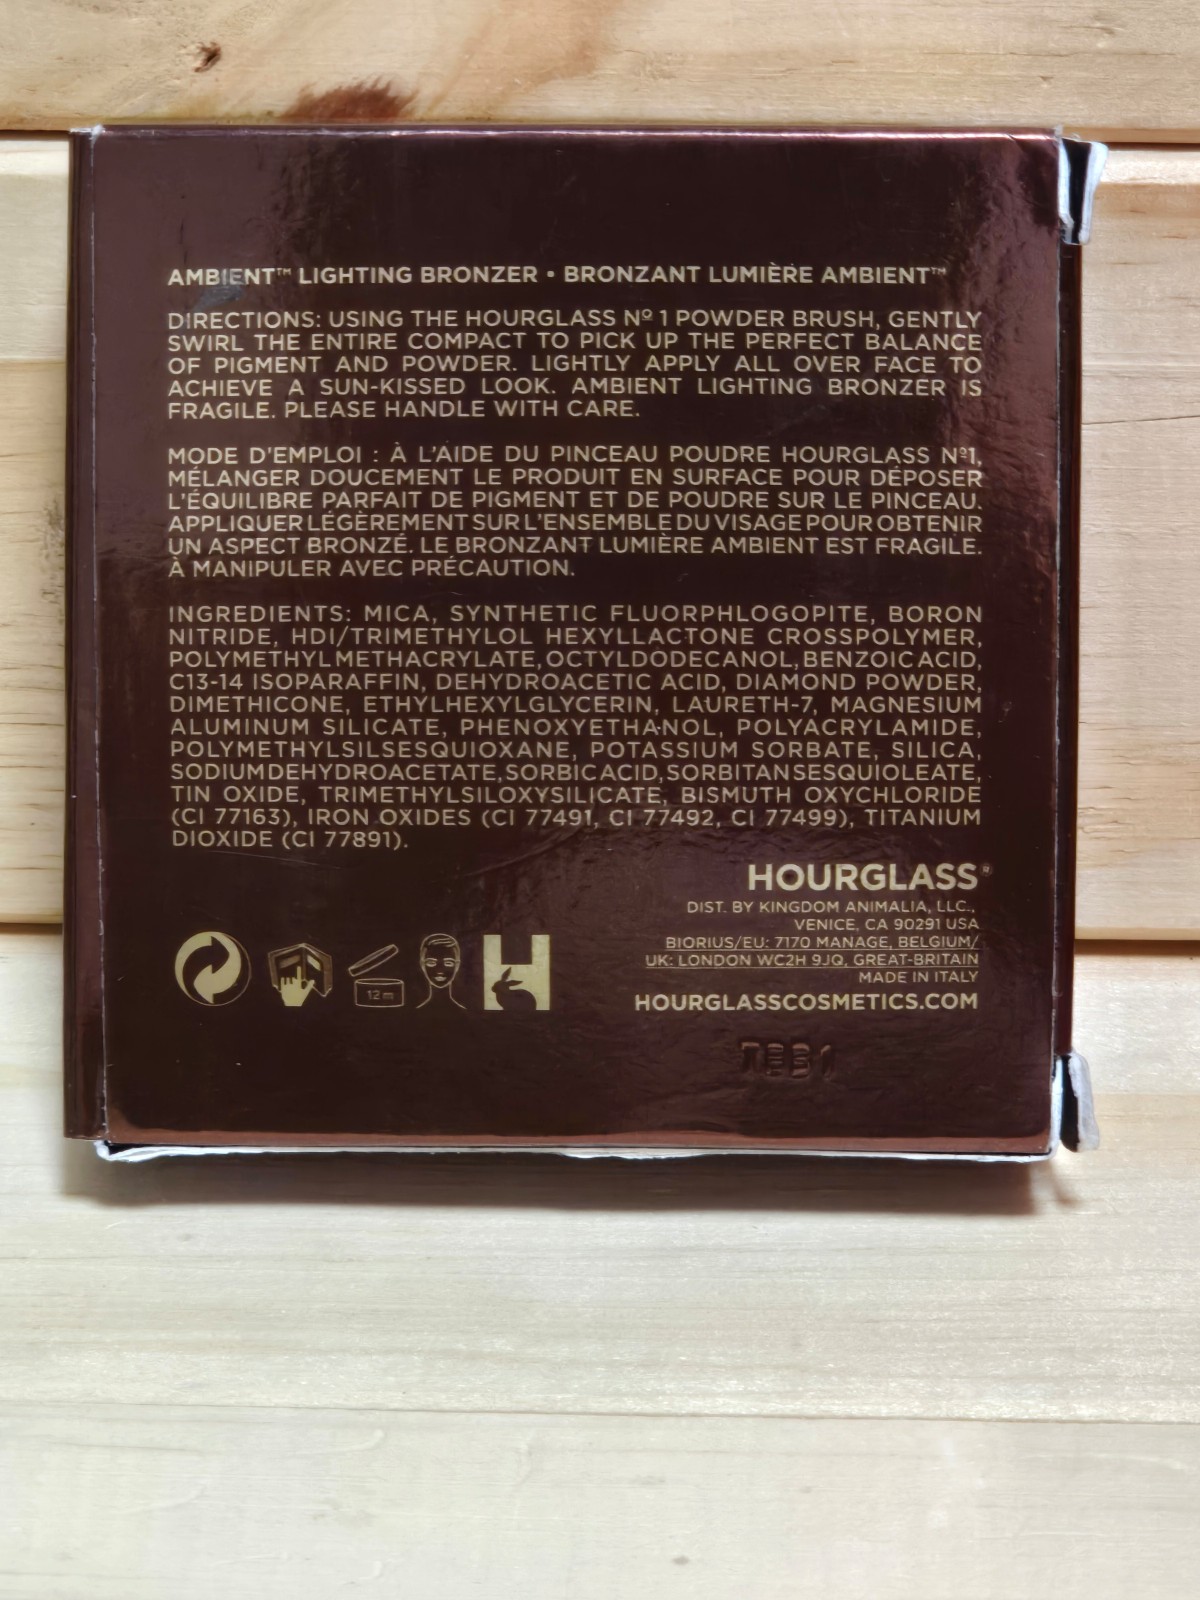 AMBIENT™ LIGHTING BRONZER • BRONZANT LUMIÈRE AMBIENT™
DIRECTIONS: USING THE HOURGLASS Nº 1 POWDER BRUSH, GENTLY
SWIRL THE ENTIRE COMPACT TO PICK UP THE PERFECT BALANCE
OF PIGMENT AND POWDER. LIGHTLY APPLY ALL OVER FACE TO
ACHIEVE A SUN-KISSED LOOK. AMBIENT LIGHTING BRONZER IS
FRAGILE. PLEASE HANDLE WITH CARE.
MODE D'EMPLOI : À L'AIDE DU PINCEAU POUDRE HOURGLASS Nº1,
MÉLANGER DOUCEMENT LE PRODUIT EN SURFACE POUR DÉPOSER
L'ÉQUILIBRE PARFAIT DE PIGMENT ET DE POUDRE SUR LE PINCEAU.
APPLIQUER LÉGÈREMENT SUR L'ENSEMBLE DU VISAGE POUR OBTENIR
UN ASPECT BRONZÉ. LE BRONZANT LUMIÈRE AMBIENT EST FRAGILE.
À MANIPULER AVEC PRÉCAUTION.
INGREDIENTS: MICA, SYNTHETIC FLUORPHLOGOPITE, BORON
NITRIDE, HDI/TRIMETHYLOL HEXYLLACTONE CROSSPOLYMER,
POLYMETHYL METHACRYLATE, OCTYLDODECANOL, BENZOIC ACID,
C13-14 ISOPARAFFIN, DEHYDROACETIC ACID, DIAMOND POWDER,
DIMETHICONE, ETHYLHEXYLGLYCERIN, LAURETH-7, MAGNESIUM
ALUMINUM SILICATE, PHENOXYETHANOL, POLYACRYLAMIDE,
POLYMETHYLSILSESQUIOXANE, POTASSIUM SORBATE, SILICA,
SODIUM DEHYDROACETATE, SORBIC ACID, SORBITAN SESQUIOLEATE,
TIN OXIDE, TRIMETHYLSILOXYSILICATE, BISMUTH OXYCHLORIDE
(CI 77163), IRON OXIDES (CI 77491, CI 77492, CI 77499), TITANIUM
DIOXIDE (CI 77891).
HOURGLASS®
DIST. BY KINGDOM ANIMALIA, LLC.,
VENICE, CA 90291 USA
BIORIUS/EU: 7170 MANAGE, BELGIUM/
UK: LONDON WC2H 9JQ, GREAT-BRITAIN
MADE IN ITALY
HOURGLASSCOSMETICS.COM
12 m
H